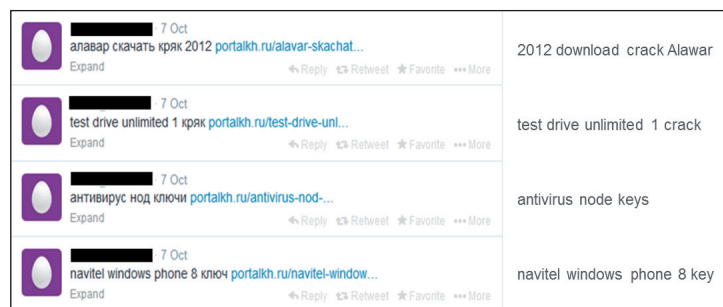 · 7 Oct
алавар скачать кряк 2012 portalkh.ru/alavar-skachat...
Expand
Reply Retweet Favorite More
2012 download crack Alawar
· 7 Oct
test drive unlimited 1 кряк portalkh.ru/test-drive-unl...
Expand
Reply Retweet Favorite More
test drive unlimited 1 crack
· 7 Oct
антивирус нод ключи portalkh.ru/antivirus-nod-...
Expand
Reply Retweet Favorite More
antivirus node keys
· 7 Oct
navitel windows phone 8 ключ portalkh.ru/navitel-window...
Expand
Reply Retweet Favorite More
navitel windows phone 8 key